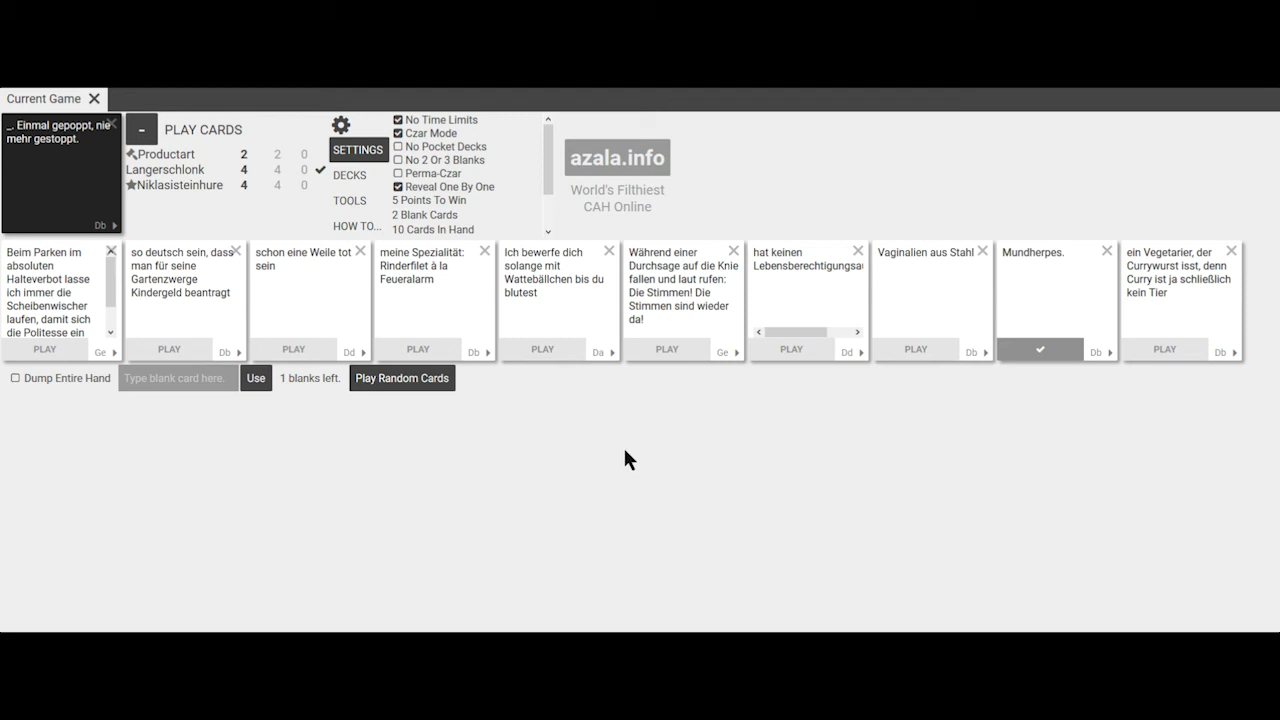 Current Game
_. Einmal gepoppt, nie
mehr gestoppt.
Db
-
PLAY CARDS
Productart 2 2 0
Langerschlonk 4 4 0
Niklasisteinhure 4 4 0
SETTINGS
DECKS
TOOLS
HOW TO...
No Time Limits
Czar Mode
No Pocket Decks
No 2 Or 3 Blanks
Perma-Czar
Reveal One By One
5 Points To Win
2 Blank Cards
10 Cards In Hand
azala.info
World's Filthiest
CAH Online
Beim Parken im
absoluten
Halteverbot lasse
ich immer die
Scheibenwischer
laufen, damit sich
die Politesse ein
PLAY
Ge
so deutsch sein, dass
man für seine
Gartenzwerge
Kindergeld beantragt
PLAY
Db
schon eine Weile tot
sein
PLAY
Dd
meine Spezialität:
Rinderfilet à la
Feueralarm
PLAY
Db
Ich bewerfe dich
solange mit
Wattebällchen bis du
blutest
PLAY
Da
Während einer
Durchsage auf die Knie
fallen und laut rufen:
Die Stimmen! Die
Stimmen sind wieder
da!
PLAY
Ge
hat keinen
Lebensberechtigungsau
PLAY
Dd
Vaginalien aus Stahl
PLAY
Db
Mundherpes.
Db
ein Vegetarier, der
Currywurst isst, denn
Curry ist ja schließlich
kein Tier
PLAY
Db
Dump Entire Hand
Type blank card here.
Use
1 blanks left.
Play Random Cards